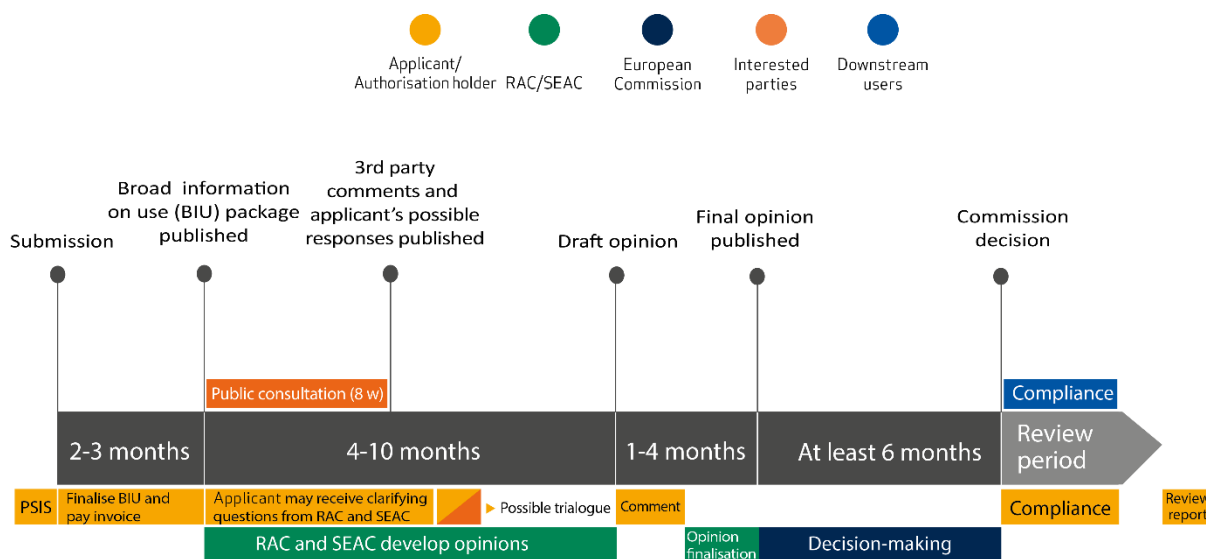 Applicant/
Authorisation holder
RAC/SEAC
European
Commission
Interested
parties
Downstream
users
Submission
Broad information
on use (BIU) package
published
3rd party
comments and
applicant's possible
responses published
Draft opinion
Final opinion
published
Commission
decision
Public consultation (8 w)
Compliance
2-3 months
4-10 months
1-4 months
At least 6 months
Review
period
PSIS
Finalise BIU and
pay invoice
Applicant may receive clarifying
questions from RAC and SEAC
Possible trialogue
Comment
Compliance
Review
report
RAC and SEAC develop opinions
Opinion
finalisation
Decision-making